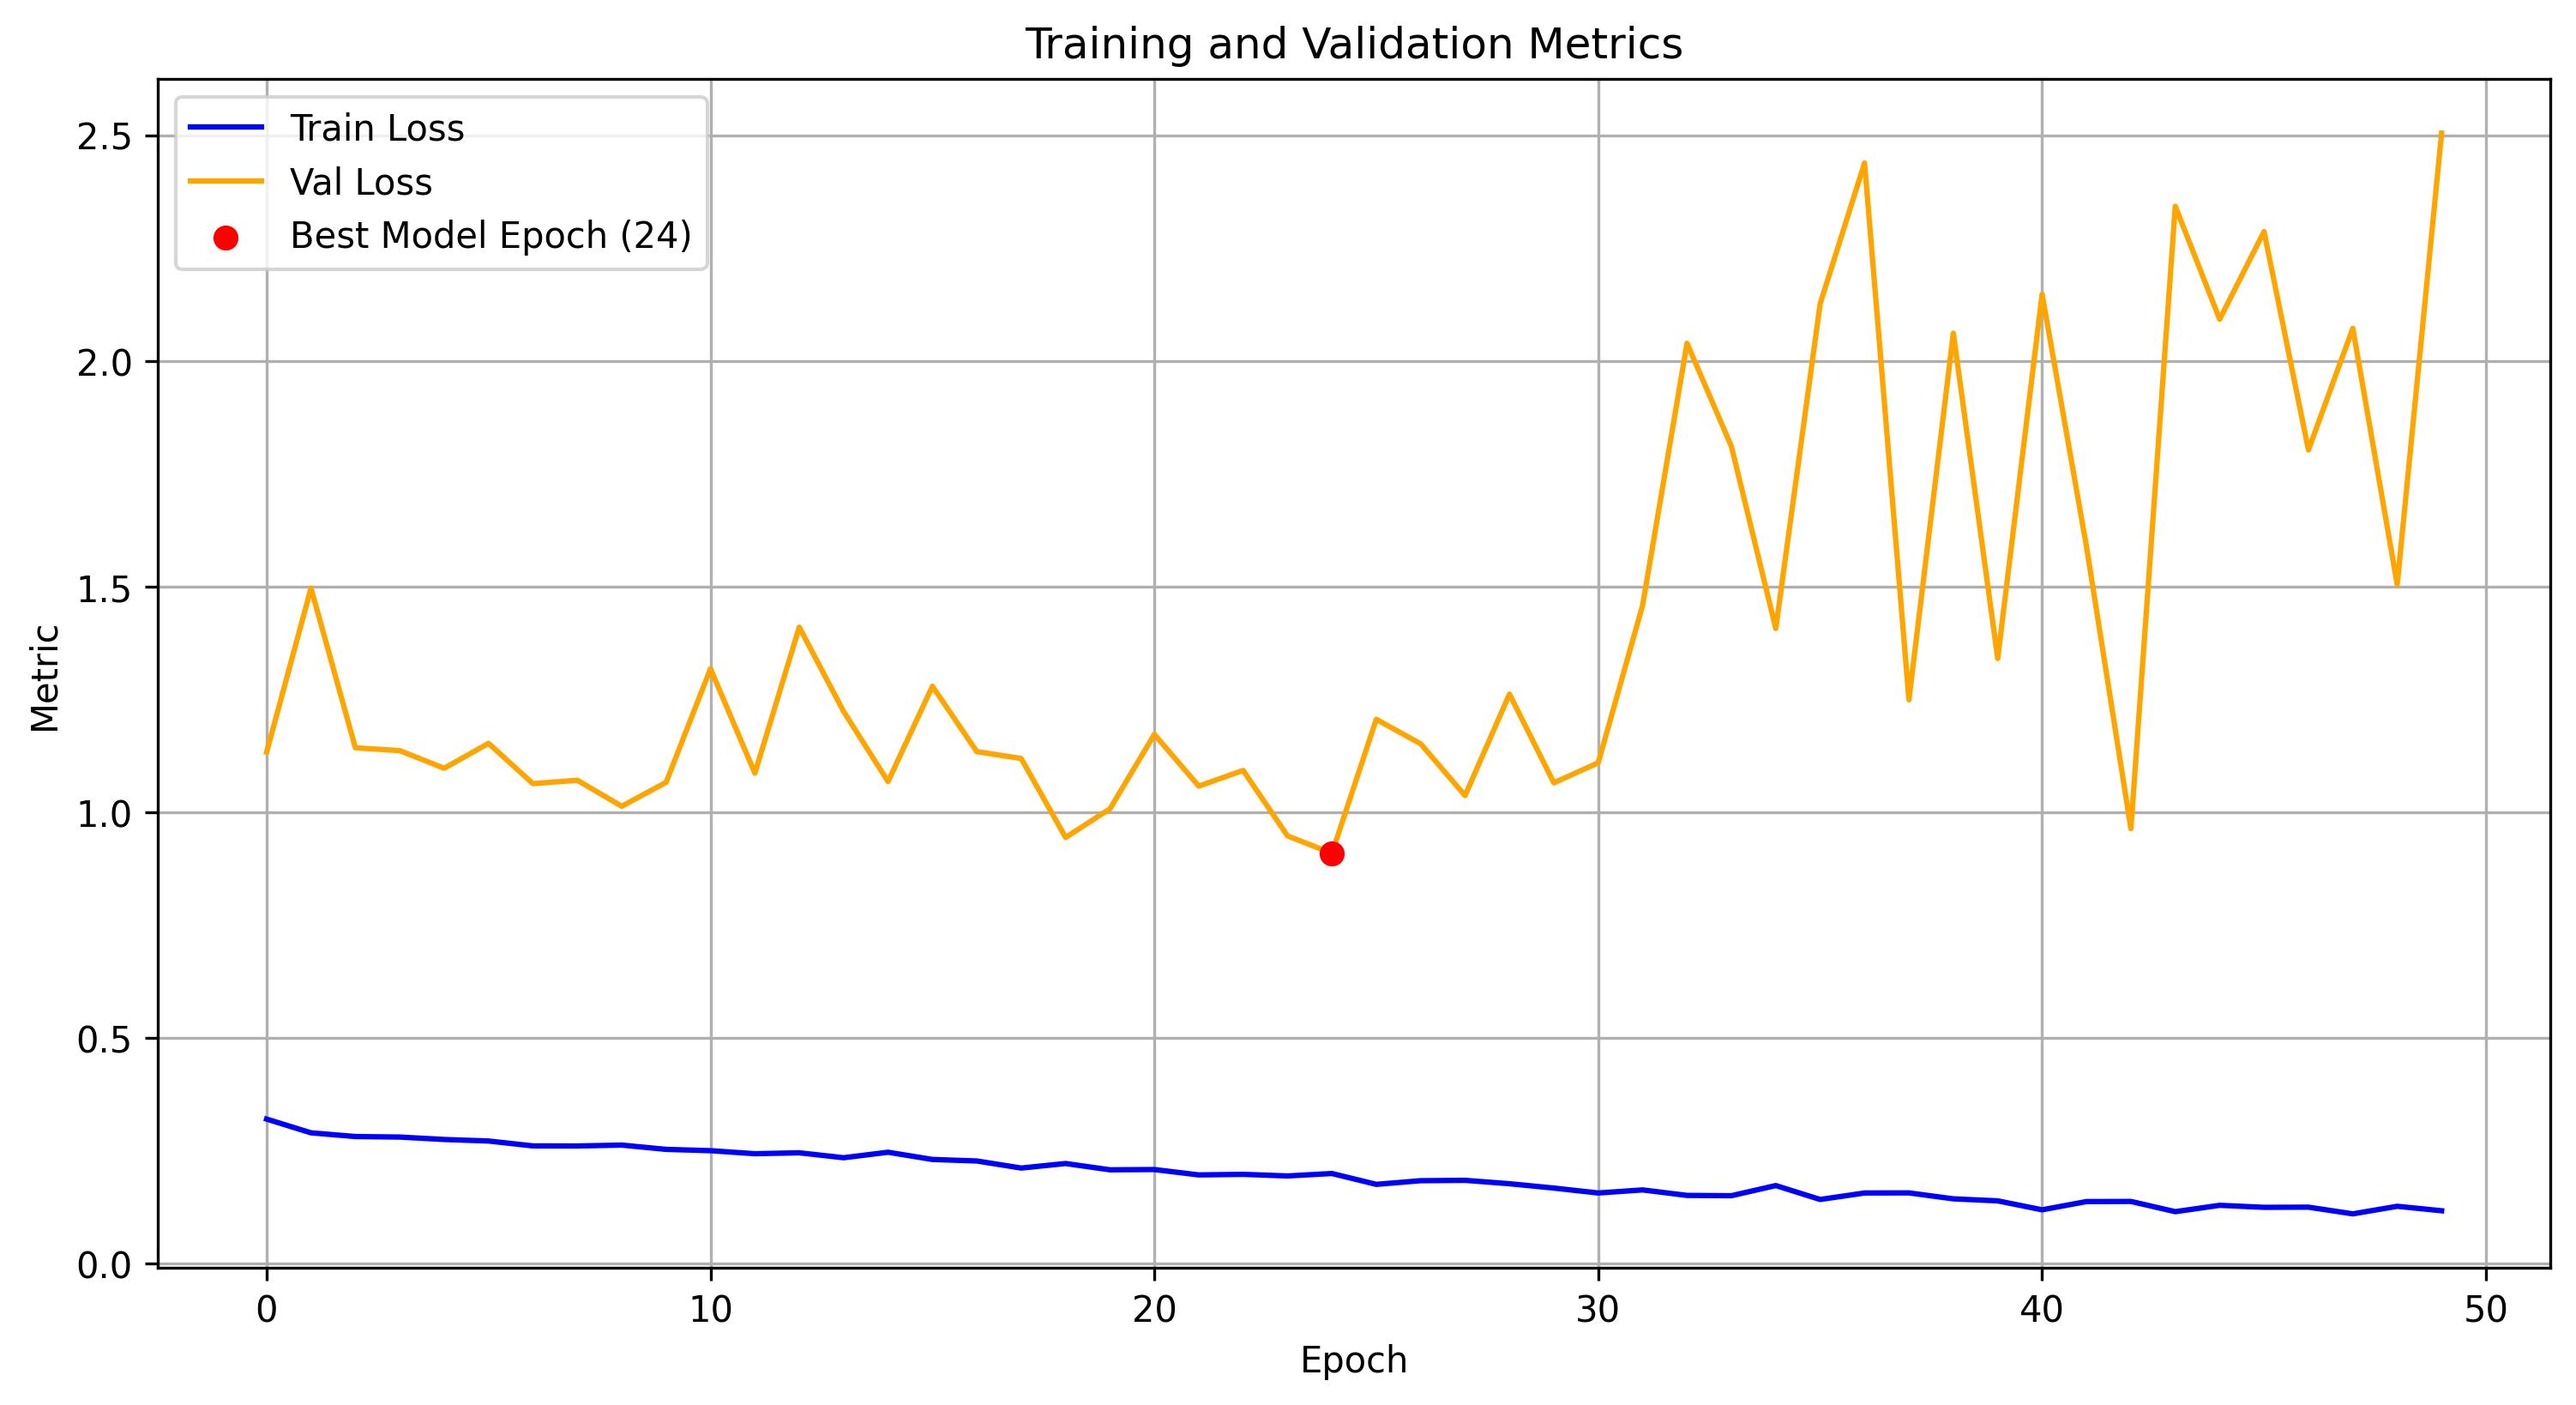 Training and Validation Metrics
Train Loss
Val Loss
Best Model Epoch (24)
2.5
2.0
1.5
1.0
0.5
0.0
Metric
0 10 20 30 40 50
Epoch